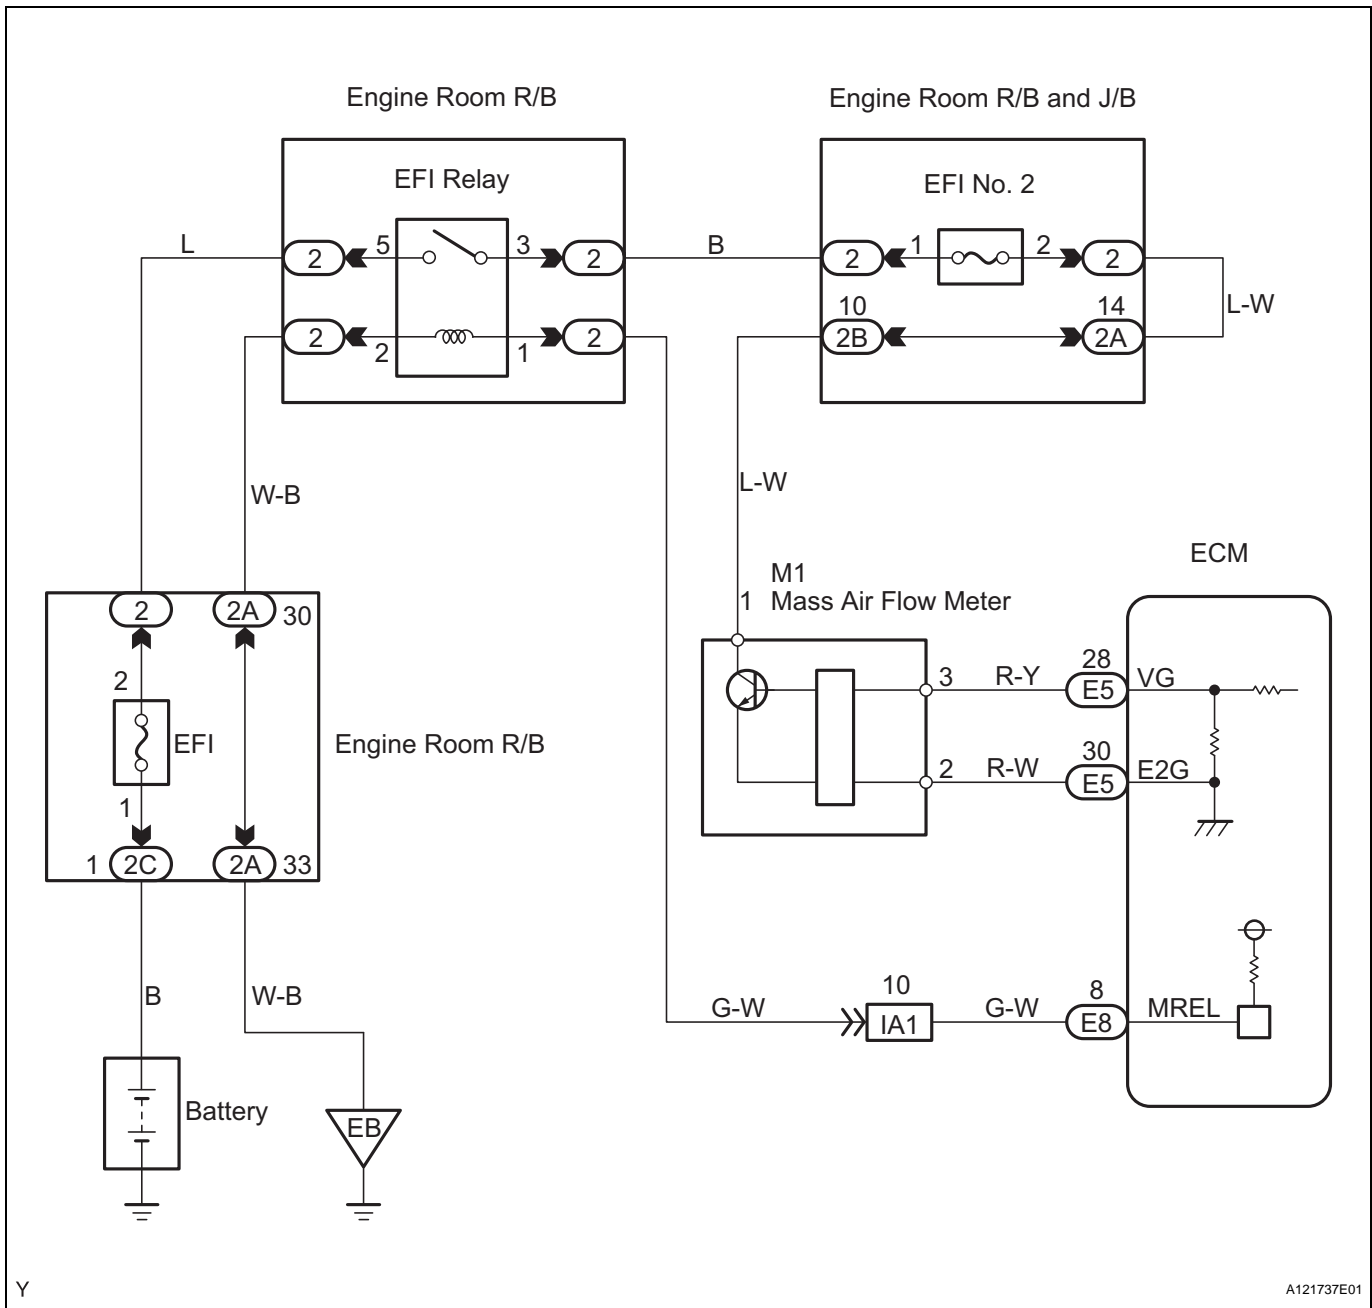 Engine Room R/B
Engine Room R/B and J/B
EFI Relay
EFI No. 2
L
2
5
3
2
B
2
1
2
2
10
14
L-W
2
2
1
2
2B
2A
W-B
L-W
ECM
M1
1 Mass Air Flow Meter
2
2A
30
2
3
R-Y
28
E5
VG
EFI
Engine Room R/B
2
R-W
30
E5
E2G
1
1
2C
2A
33
B
W-B
10
8
G-W
IA1
G-W
E8
MREL
Battery
EB
Y
A121737E01